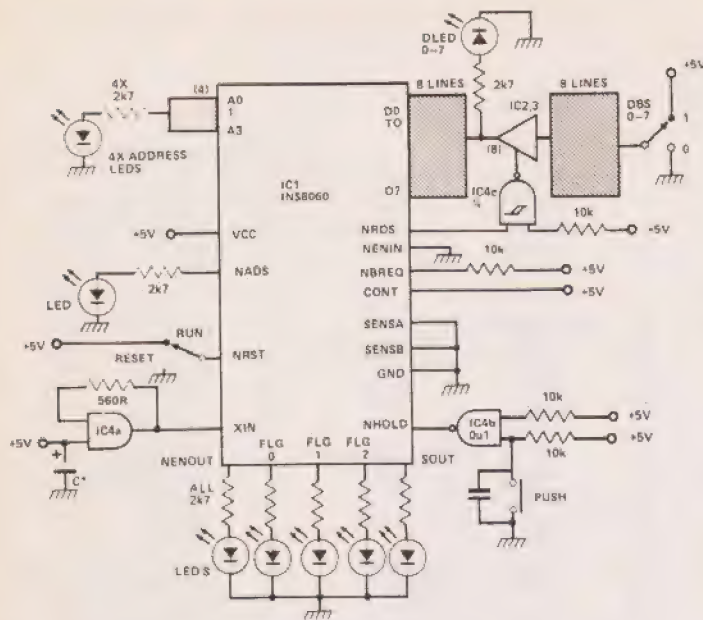 DLED
0-7
+5V
4X
2k7
(4)
A0
1
A3
8 LINES
2k7
8 LINES
IC2,3
DBS
0-7
1
0
D0
TO
(8)
4X ADDRESS
LEDS
IC1
INS8060
D7
IC4c
10k
+5V
+5V
VCC
NRDS
NENIN
10k
NBREQ
+5V
CONT
+5V
LED
2k7
NADS
SENSA
+5V
RUN
RESET
NRST
SENSB
GND
560R
IC4a
+5V
+
C*
XIN
NHOLD
IC4b
0u1
10k
+5V
+5V
10k
FLG
0
FLG
1
FLG
2
NENOUT
SOUT
ALL
2k7
PUSH
LED S